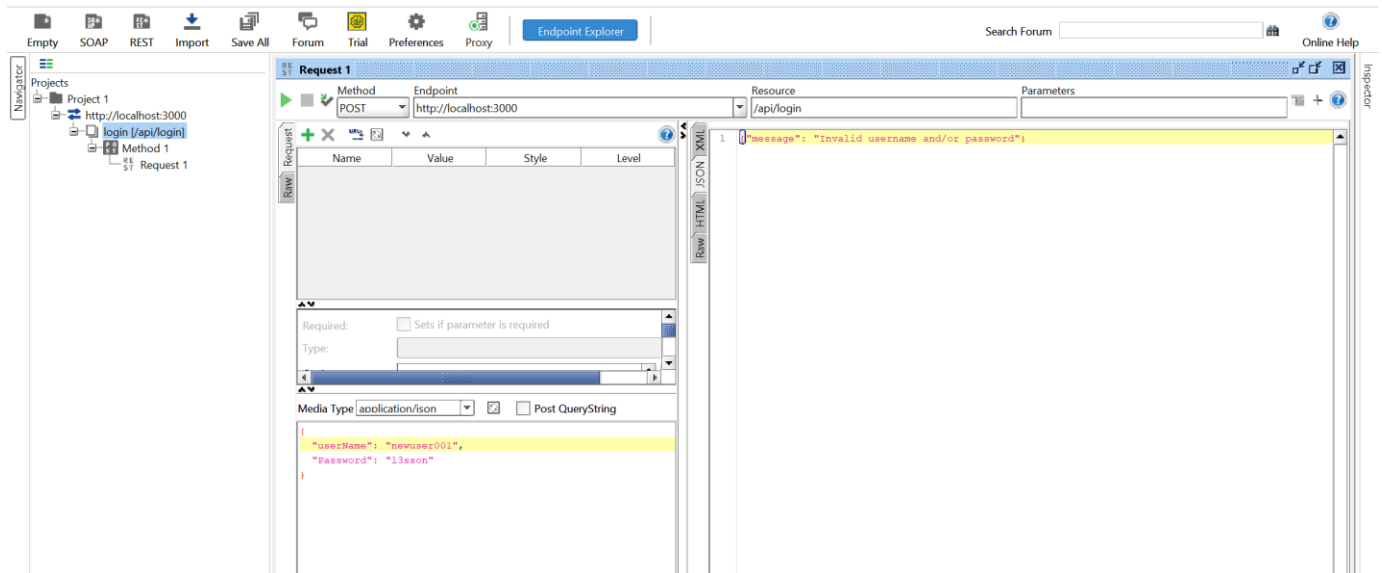 Empty SOAP REST Import Save All Forum Trial Preferences Proxy Endpoint Explorer Search Forum Online Help
Navigator
Projects
Project 1
http://localhost:3000
login [/api/login]
Method 1
REST Request 1
REST Request 1
Method Endpoint Resource Parameters
POST http://localhost:3000 /api/login
Request
Raw
Name Value Style Level
Required: Sets if parameter is required
Type:
Media Type application/json Post QueryString
{
"userName": "newuser001",
"Password": "l3sson"
}
XML
JSON
HTML
Raw
1 {"message": "Invalid username and/or password"}
Inspector